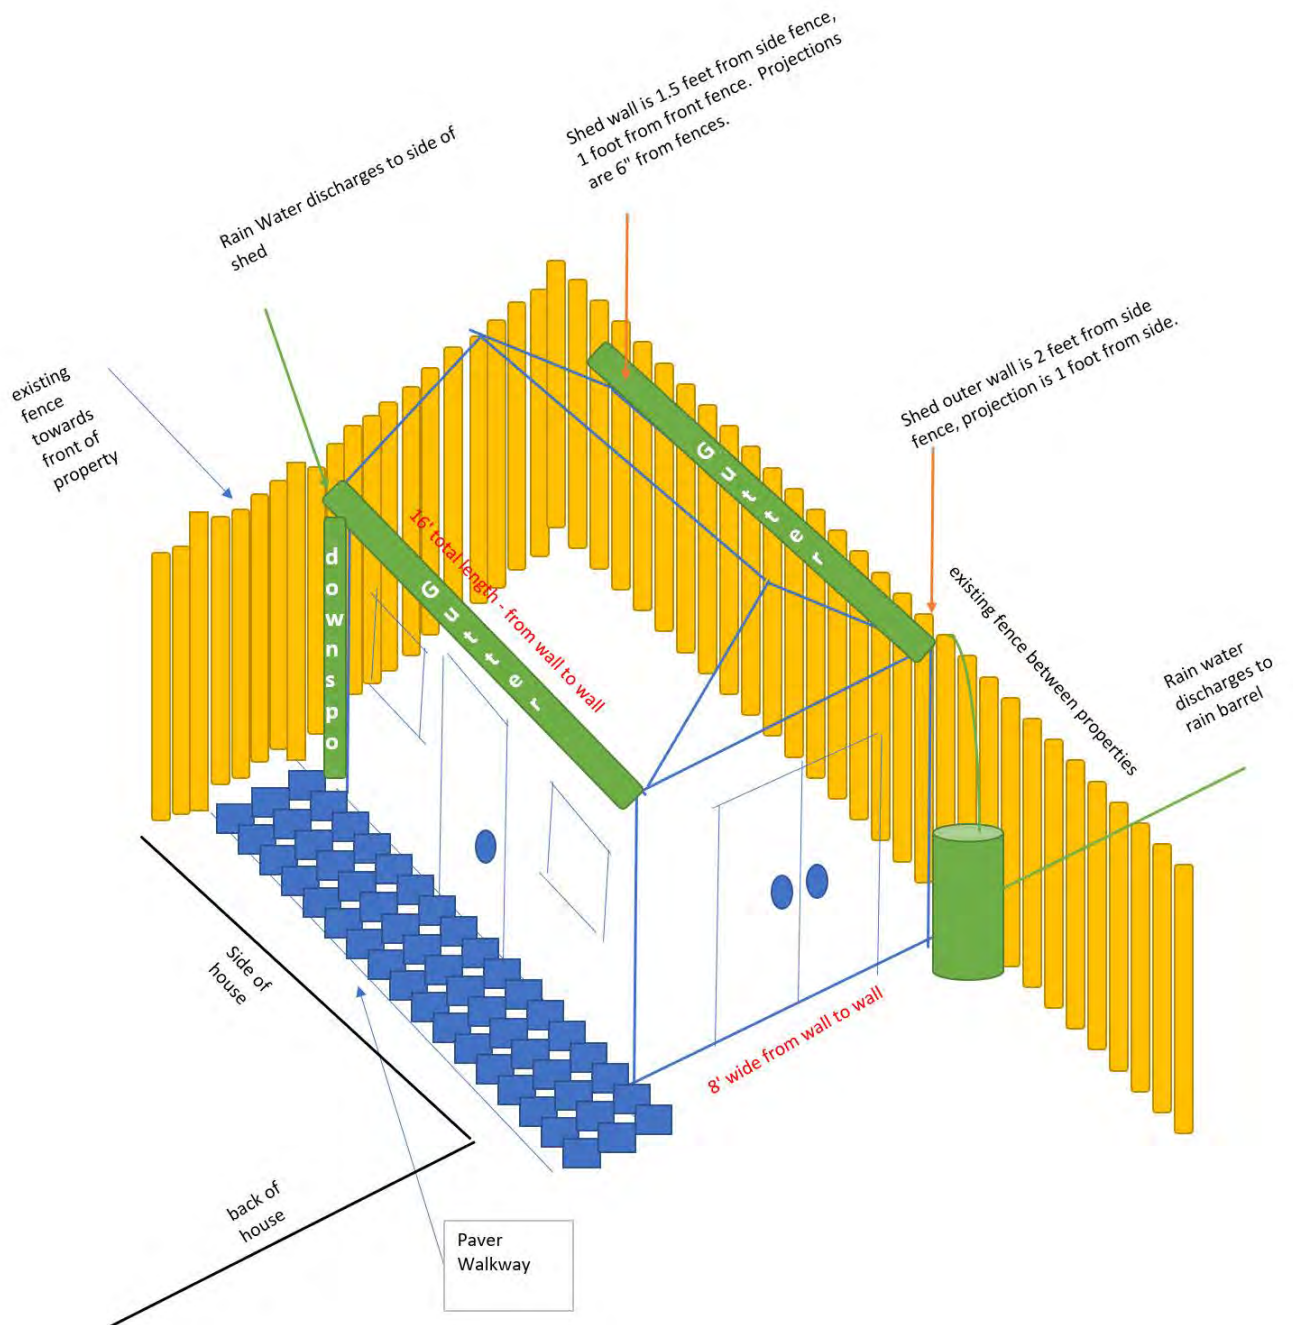 Shed wall is 1.5 feet from side fence,
1 foot from front fence.  Projections
are 6" from fences.
Rain Water discharges to side of
shed
existing
fence
towards
front of
property
Shed outer wall is 2 feet from side
fence, projection is 1 foot from side.
Gutter
downspo
16' total length - from wall to wall
Gutter
existing fence between properties
Rain water
discharges to
rain barrel
Side of
house
8' wide from wall to wall
back of
house
Paver
Walkway